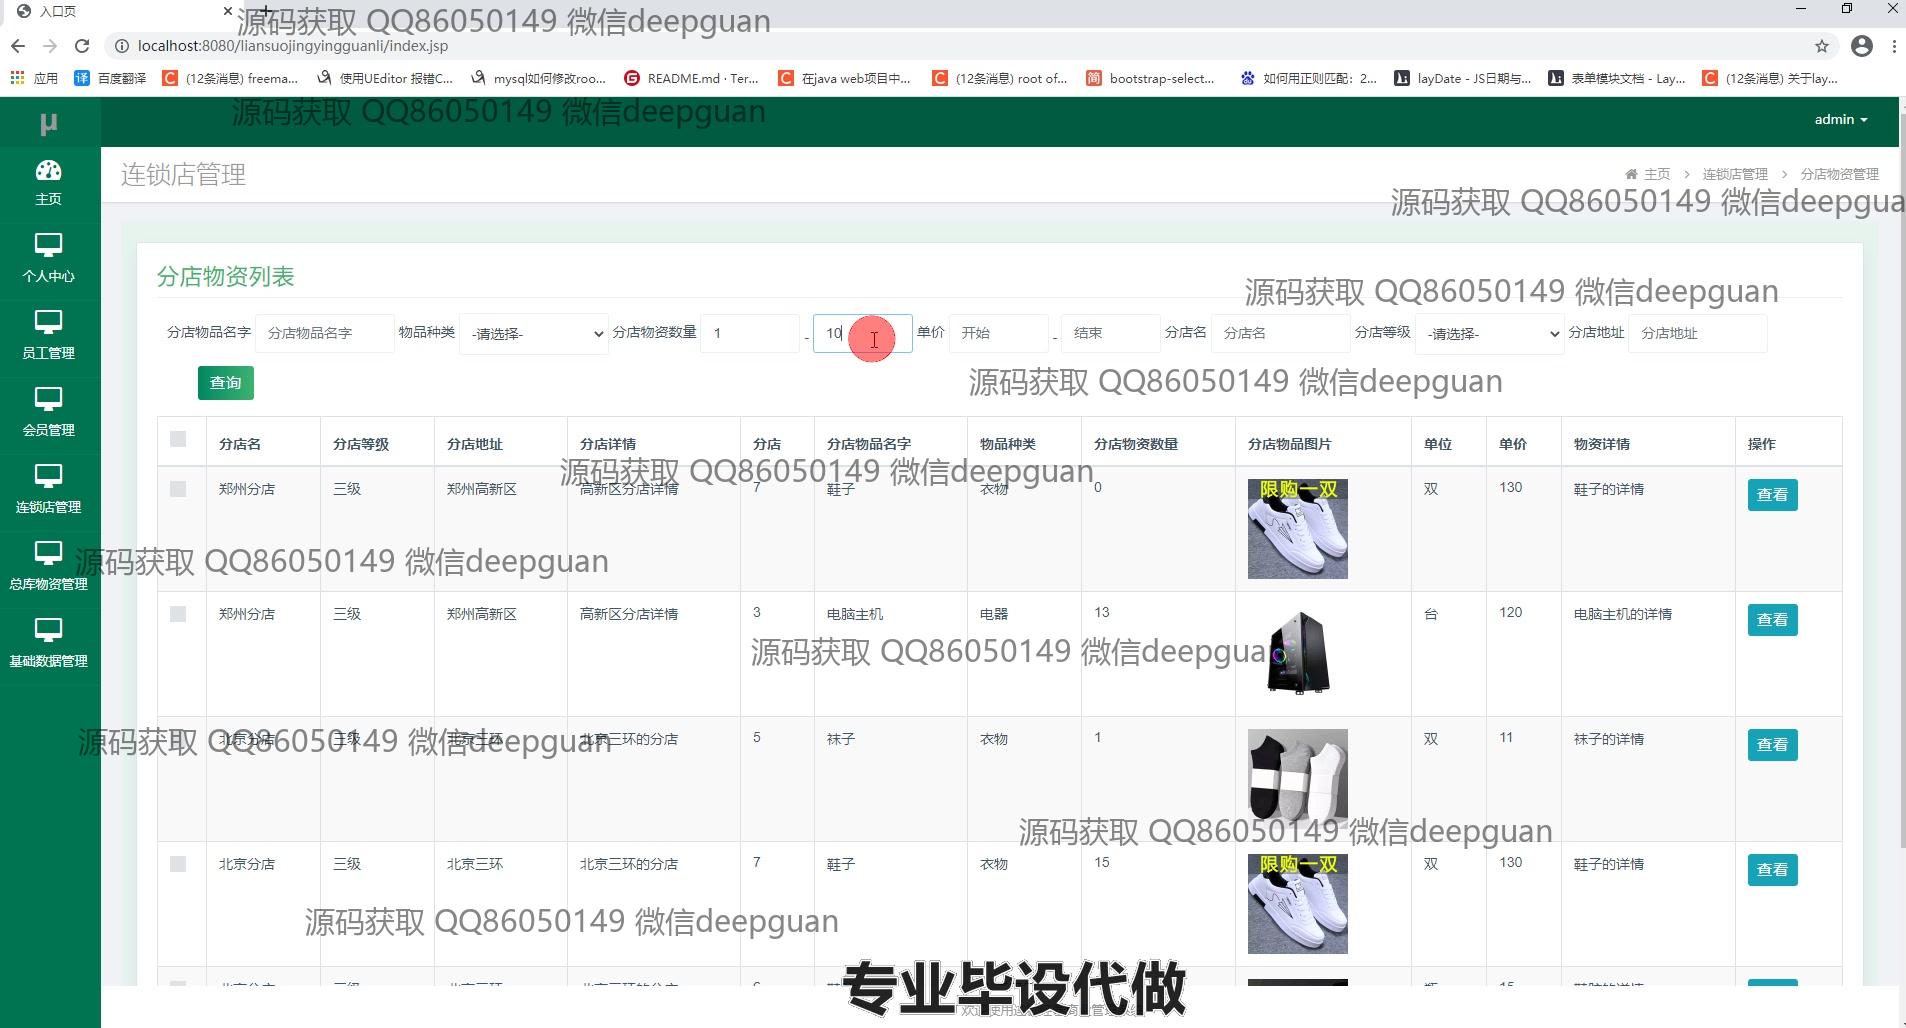 入口页
源码获取 QQ86050149 微信deepguan
localhost:8080/liansuojingyingguanli/index.jsp
应用 百度翻译 (12条消息) freema... 使用UEditor 报错C... mysql如何修改roo... README.md · Ter... 在java web项目中... (12条消息) root of... bootstrap-select... 如何用正则匹配：2... layDate - JS日期与... 表单模块文档 - Lay... (12条消息) 关于lay...
源码获取 QQ86050149 微信deepguan
μ admin
主页
个人中心
员工管理
会员管理
连锁店管理
总库物资管理
基础数据管理
连锁店管理 主页 > 连锁店管理 > 分店物资管理
源码获取 QQ86050149 微信deepgua
分店物资列表
源码获取 QQ86050149 微信deepguan
分店物品名字 分店物品名字 物品种类 -请选择- 分店物资数量 1 - 10 单价 开始 - 结束 分店名 分店名 分店等级 -请选择- 分店地址 分店地址
查询
源码获取 QQ86050149 微信deepguan
分店名 分店等级 分店地址 分店详情 分店 分店物品名字 物品种类 分店物资数量 分店物品图片 单位 单价 物资详情 操作
源码获取 QQ86050149 微信deepguan
郑州分店 三级 郑州高新区 高新区分店详情 7 鞋子 衣物 0 限购一双 双 130 鞋子的详情 查看
源码获取 QQ86050149 微信deepguan
郑州分店 三级 郑州高新区 高新区分店详情 3 电脑主机 电器 13 台 120 电脑主机的详情 查看
源码获取 QQ86050149 微信deepgua
北京分店 三级 北京三环 北京三环的分店 5 袜子 衣物 1 双 11 袜子的详情 查看
源码获取 QQ86050149 微信deepguan
源码获取 QQ86050149 微信deepguan
北京分店 三级 北京三环 北京三环的分店 7 鞋子 衣物 15 限购一双 双 130 鞋子的详情 查看
源码获取 QQ86050149 微信deepguan
专业毕设代做